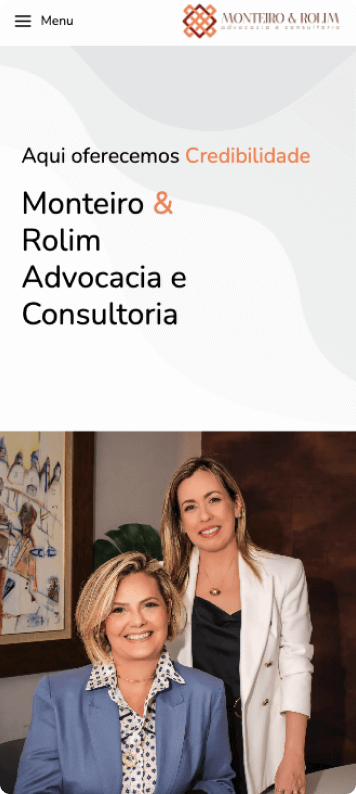 Menu
MONTEIRO & ROLIM
advocacia e consultoria
Aqui oferecemos Credibilidade
Monteiro &
Rolim
Advocacia e
Consultoria